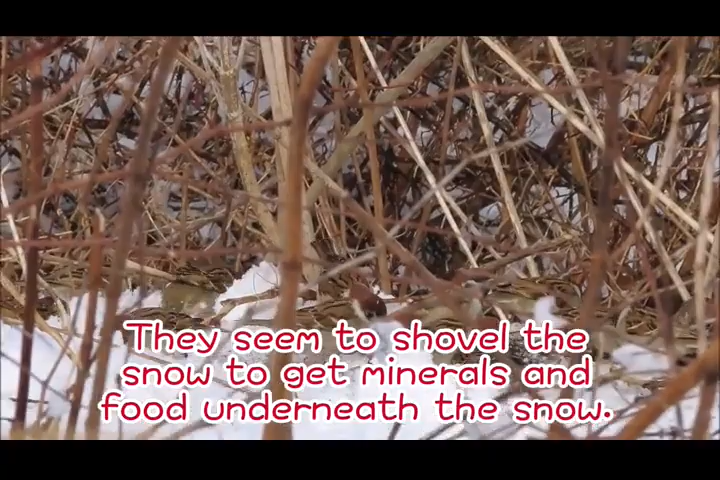 They seem to shovel the
snow to get minerals and
food underneath the snow.